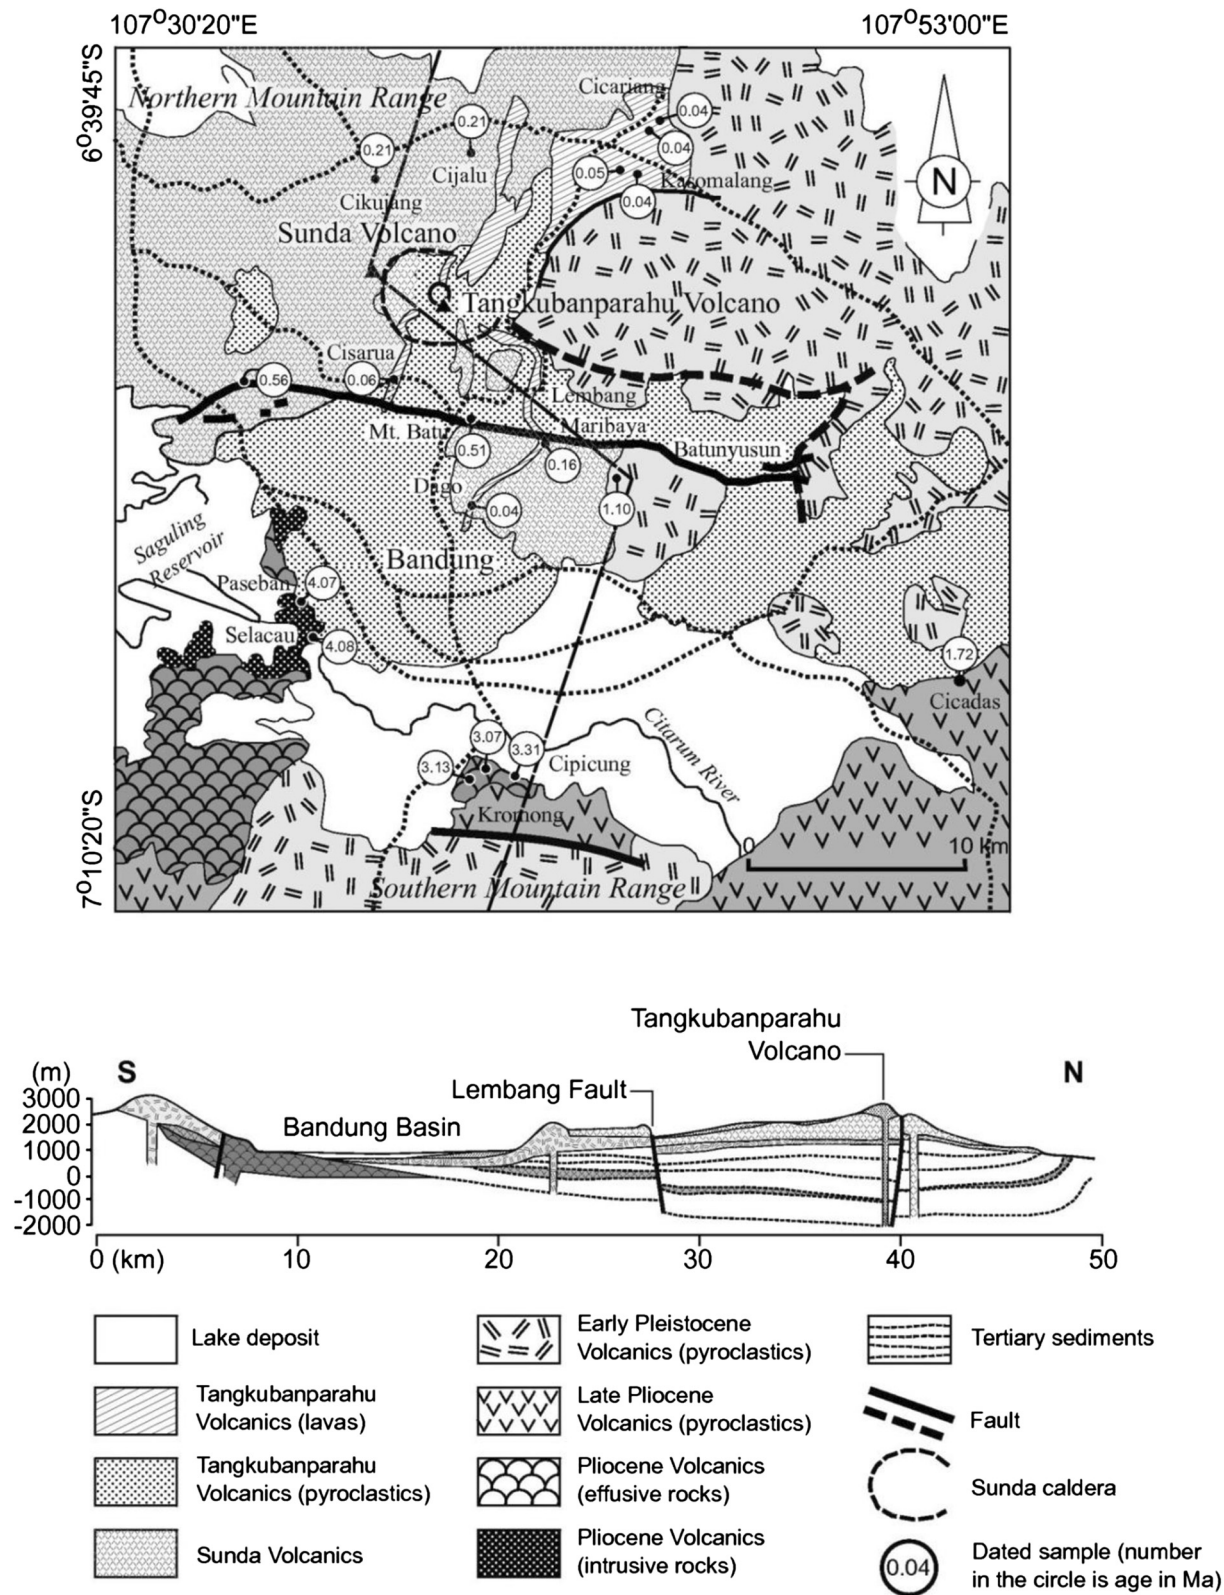 107°30'20"E
107°53'00"E
6°39'45"S
Northern Mountain Range
Cicariang
0.04
0.21
0.21
0.04
Cijalu
0.05
Kasomalang
Cikujang
0.04
N
Sunda Volcano
Tangkubanparahu Volcano
Cisarua
0.56
0.06
Lembang
Mt. Batu
Maribaya
0.51
0.16
Batunyusun
Dago
0.04
1.10
Saguling
Reservoir
Bandung
Paseban
4.07
Selacau
4.08
1.72
Cicadas
Citarum River
3.07
3.31
3.13
Cipicung
Kromong
0
10 km
Southern Mountain Range
7°10'20"S
Tangkubanparahu
Volcano
(m)
S
N
Lembang Fault
3000
2000
1000
0
-1000
-2000
Bandung Basin
0 (km)
10
20
30
40
50
Lake deposit
Tangkubanparahu
Volcanics (lavas)
Tangkubanparahu
Volcanics (pyroclastics)
Sunda Volcanics
Early Pleistocene
Volcanics (pyroclastics)
Late Pliocene
Volcanics (pyroclastics)
Pliocene Volcanics
(effusive rocks)
Pliocene Volcanics
(intrusive rocks)
Tertiary sediments
Fault
Sunda caldera
0.04
Dated sample (number
in the circle is age in Ma)